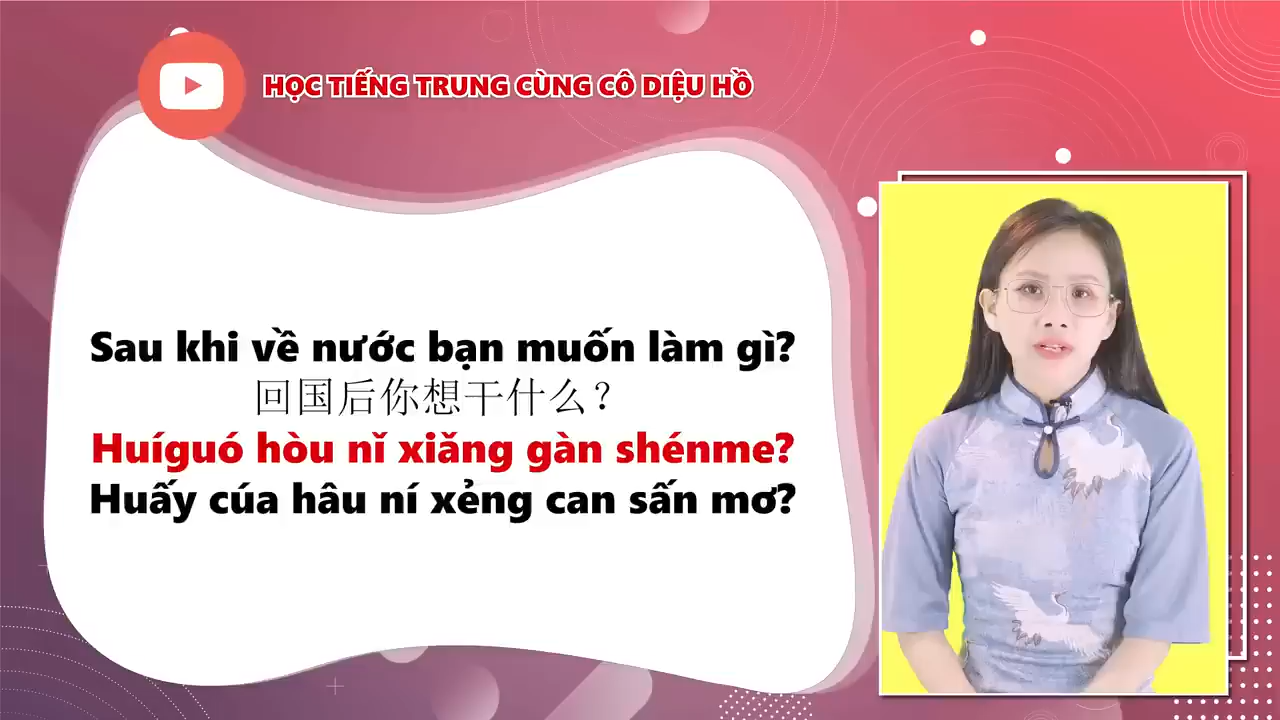 HỌC TIẾNG TRUNG CÙNG CÔ DIỆU HỒ
Sau khi về nước bạn muốn làm gì?
回国后你想干什么？
Huíguó hòu nǐ xiǎng gàn shénme?
Huấy cúa hâu ní xẻng can sấn mơ?